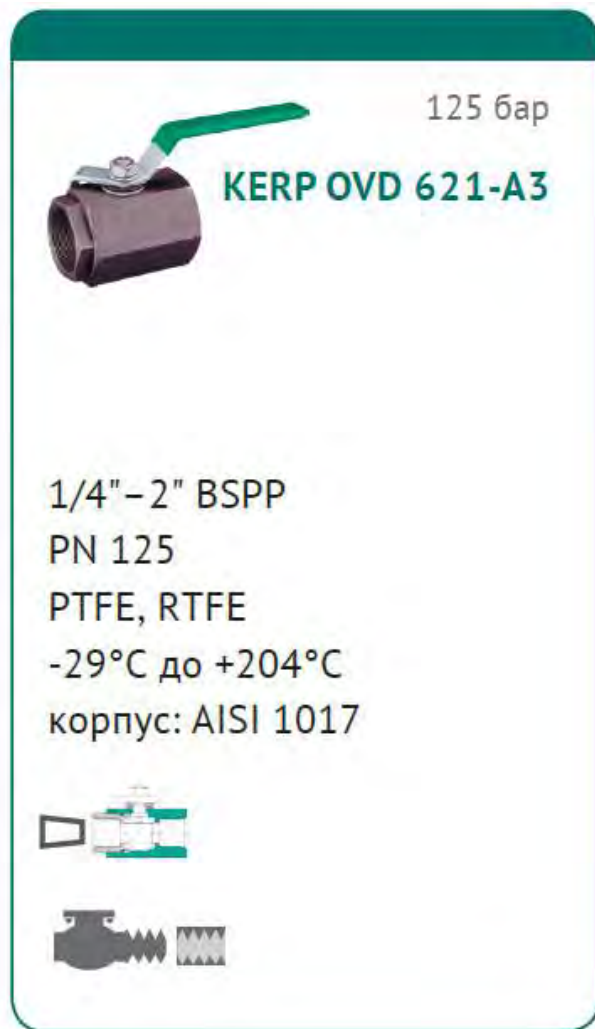 125 бар
KERP OVD 621-A3
1/4"–2" BSPP
PN 125
PTFE, RTFE
-29°C до +204°C
корпус: AISI 1017